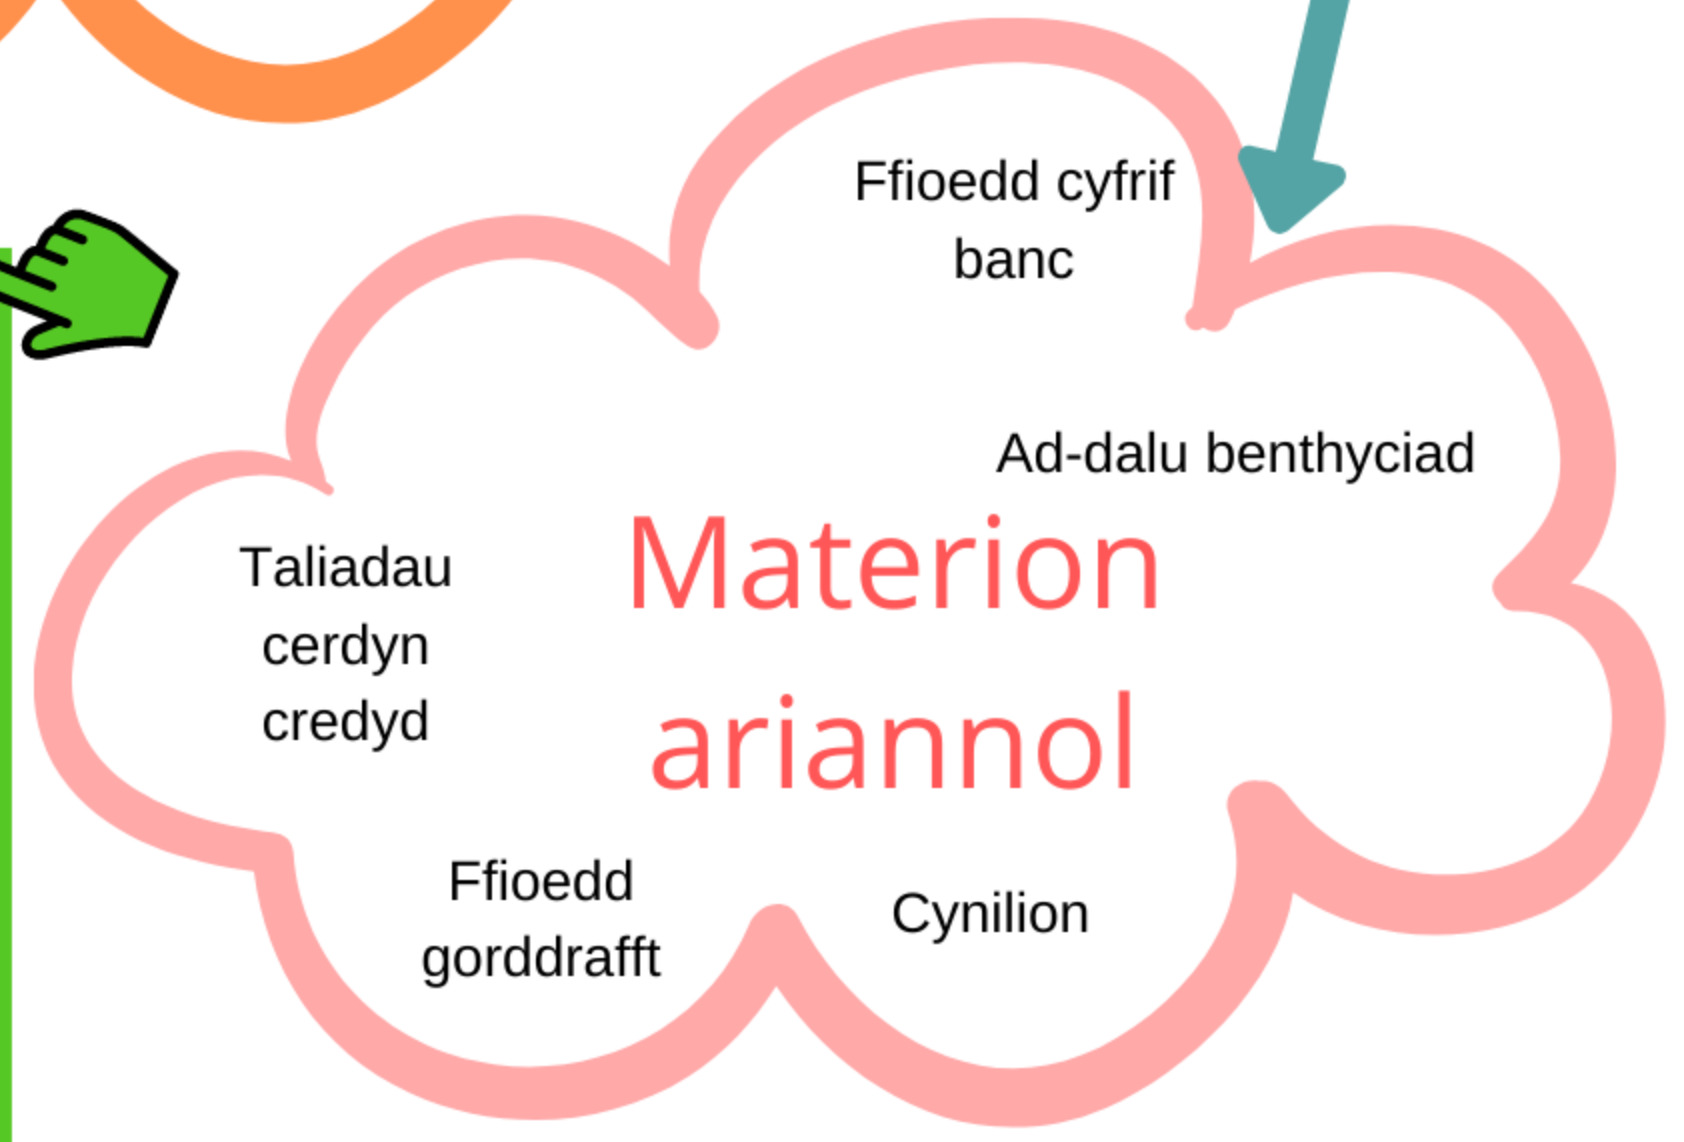 Ffioedd cyfrif
banc
Ad-dalu benthyciad
Materion
ariannol
Taliadau
cerdyn
credyd
Ffioedd
gorddrafft
Cynilion